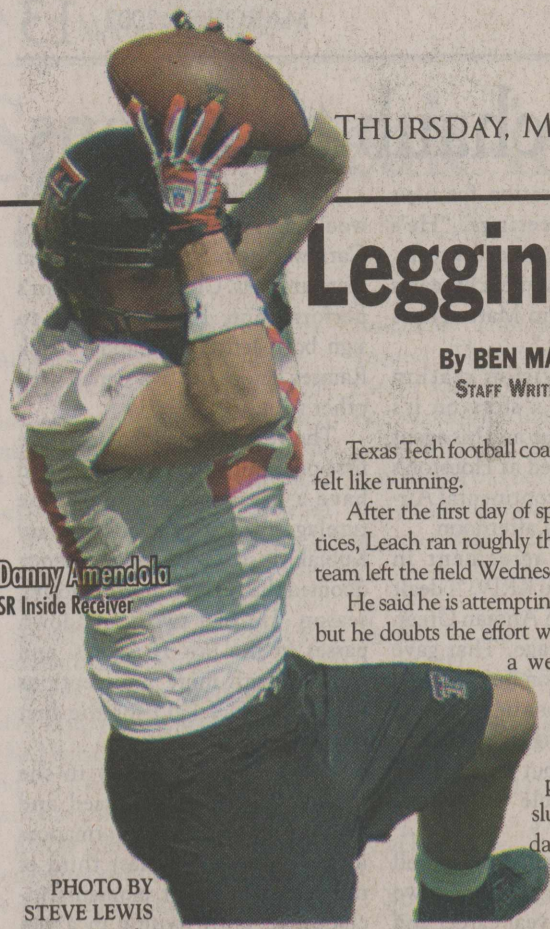 THURSDAY, M
Leggin
By BEN MA
STAFF WRIT
Texas Tech football coa
felt like running.
After the first day of sp
tices, Leach ran roughly th
team left the field Wednes
He said he is attemptin
but he doubts the effort w
a we
slu
da
Danny Amendola
SR Inside Receiver
PHOTO BY
STEVE LEWIS